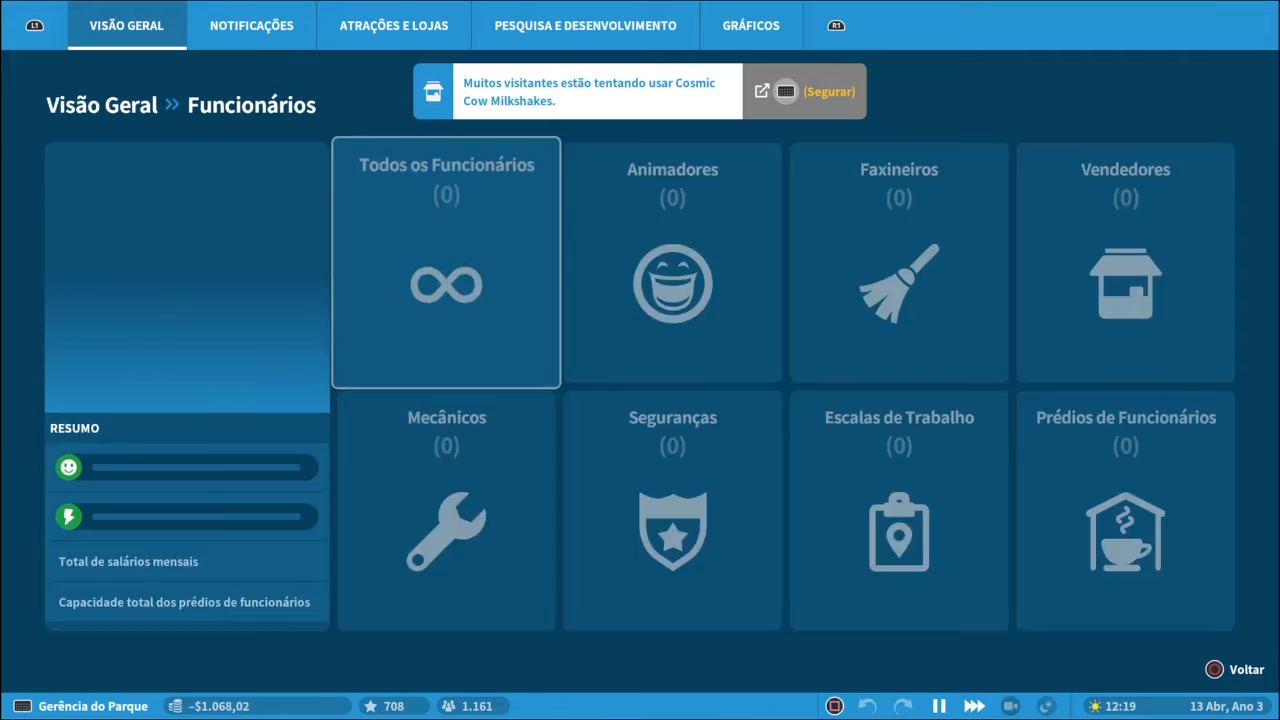 L1
VISÃO GERAL
NOTIFICAÇÕES
ATRAÇÕES E LOJAS
PESQUISA E DESENVOLVIMENTO
GRÁFICOS
R1
Visão Geral » Funcionários
Muitos visitantes estão tentando usar Cosmic
Cow Milkshakes.
(Segurar)
Todos os Funcionários
(0)
Animadores
(0)
Faxineiros
(0)
Vendedores
(0)
RESUMO
Total de salários mensais
Capacidade total dos prédios de funcionários
Mecânicos
(0)
Seguranças
(0)
Escalas de Trabalho
(0)
Prédios de Funcionários
(0)
Voltar
Gerência do Parque
–$1.068,02
708
1.161
12:19
13 Abr, Ano 3